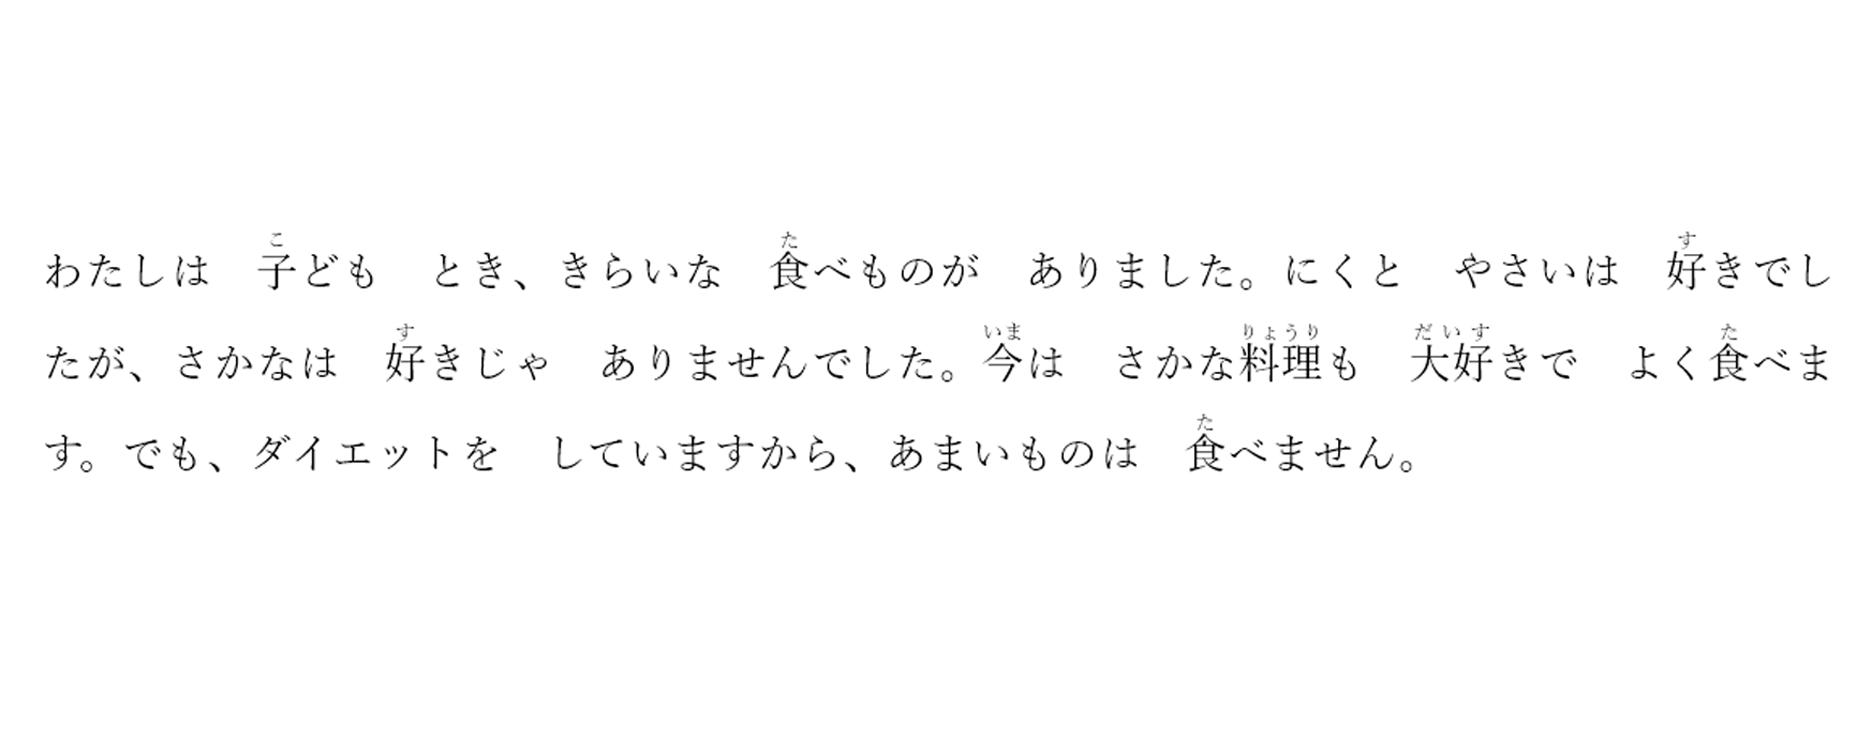 わたしは　子ども　とき、きらいな　食べものが　ありました。にくと　やさいは　好きでし
たが、さかなは　好きじゃ　ありませんでした。今は　さかな料理も　大好きで　よく食べま
す。でも、ダイエットを　していますから、あまいものは　食べません。